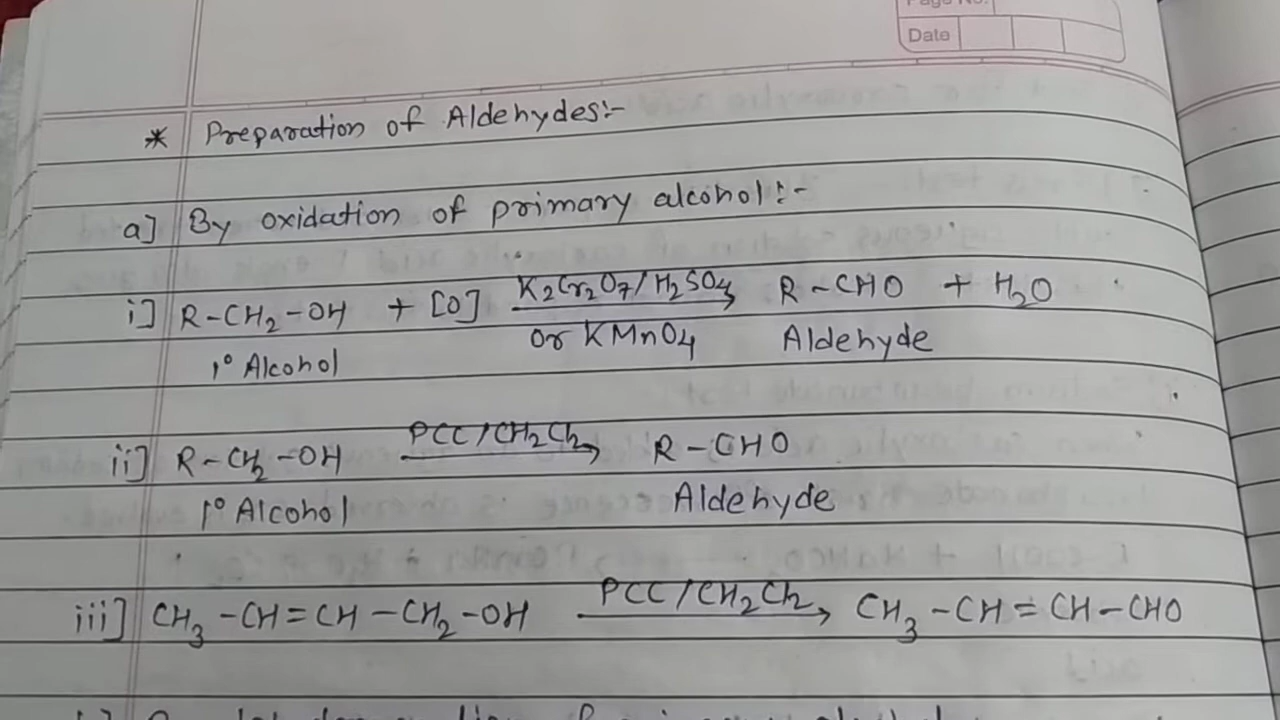 Page No.
Date
* Preparation of Aldehydes:-
a] By oxidation of primary alcohol:-
i] R-CH₂-OH + [O] K₂Cr₂O₇/H₂SO₄ → R-CHO + H₂O
or KMnO₄
1° Alcohol Aldehyde
ii] R-CH₂-OH PCC/CH₂Cl₂ → R-CHO
1° Alcohol Aldehyde
iii] CH₃-CH=CH-CH₂-OH PCC/CH₂Cl₂ → CH₃-CH=CH-CHO